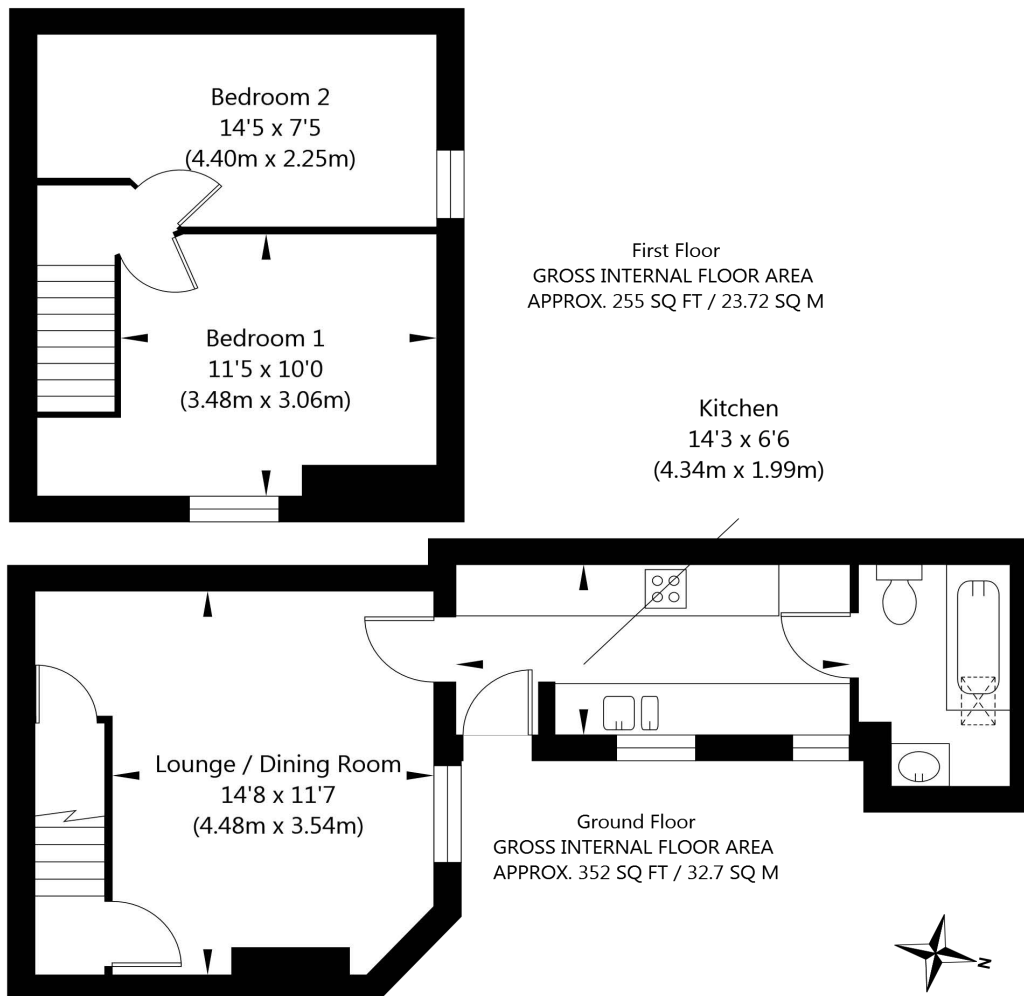 Bedroom 2
14'5 x 7'5
(4.40m x 2.25m)
First Floor
GROSS INTERNAL FLOOR AREA
APPROX. 255 SQ FT / 23.72 SQ M
Bedroom 1
11'5 x 10'0
(3.48m x 3.06m)
Kitchen
14'3 x 6'6
(4.34m x 1.99m)
Lounge / Dining Room
14'8 x 11'7
(4.48m x 3.54m)
Ground Floor
GROSS INTERNAL FLOOR AREA
APPROX. 352 SQ FT / 32.7 SQ M
N